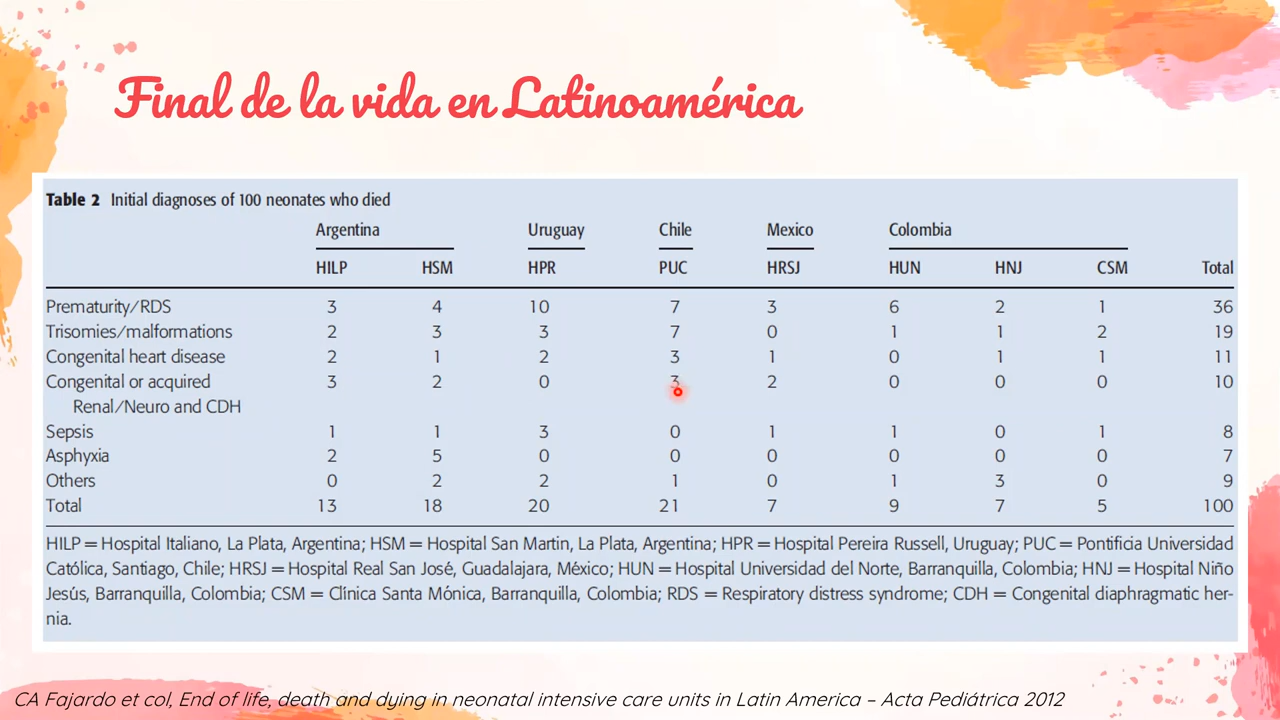 Final de la vida en Latinoamérica
Table 2 Initial diagnoses of 100 neonates who died
Argentina Uruguay Chile Mexico Colombia
HILP HSM HPR PUC HRSJ HUN HNJ CSM Total
Prematurity/RDS 3 4 10 7 3 6 2 1 36
Trisomies/malformations 2 3 3 7 0 1 1 2 19
Congenital heart disease 2 1 2 3 1 0 1 1 11
Congenital or acquired 3 2 0 3 2 0 0 0 10
Renal/Neuro and CDH
Sepsis 1 1 3 0 1 1 0 1 8
Asphyxia 2 5 0 0 0 0 0 0 7
Others 0 2 2 1 0 1 3 0 9
Total 13 18 20 21 7 9 7 5 100
HILP = Hospital Italiano, La Plata, Argentina; HSM = Hospital San Martin, La Plata, Argentina; HPR = Hospital Pereira Russell, Uruguay; PUC = Pontificia Universidad
Católica, Santiago, Chile; HRSJ = Hospital Real San José, Guadalajara, México; HUN = Hospital Universidad del Norte, Barranquilla, Colombia; HNJ = Hospital Niño
Jesús, Barranquilla, Colombia; CSM = Clínica Santa Mónica, Barranquilla, Colombia; RDS = Respiratory distress syndrome; CDH = Congenital diaphragmatic her-
nia.
CA Fajardo et col, End of life, death and dying in neonatal intensive care units in Latin America – Acta Pediátrica 2012